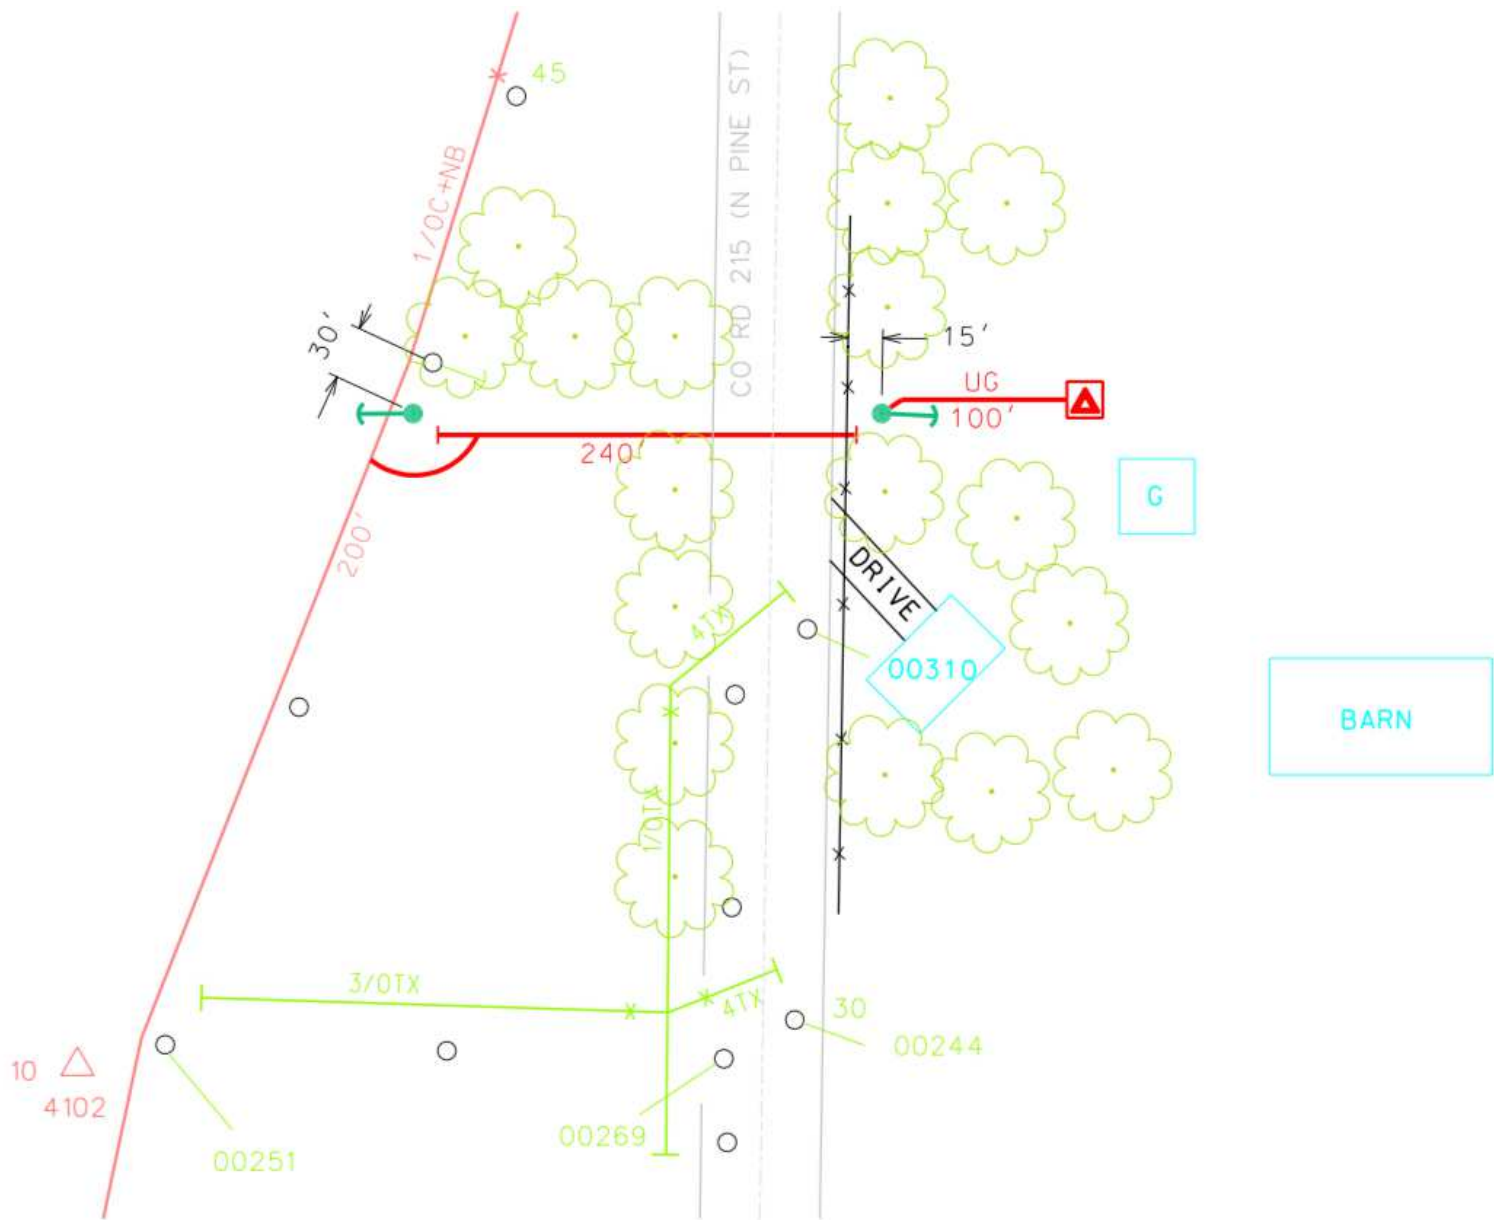 45
CO RD 215 (N PINE ST)
1/0C+NB
30'
15'
UG
100'
240'
G
200'
DRIVE
4TX
00310
BARN
1/0TX
3/0TX
4TX
30
00244
10
4102
00269
00251